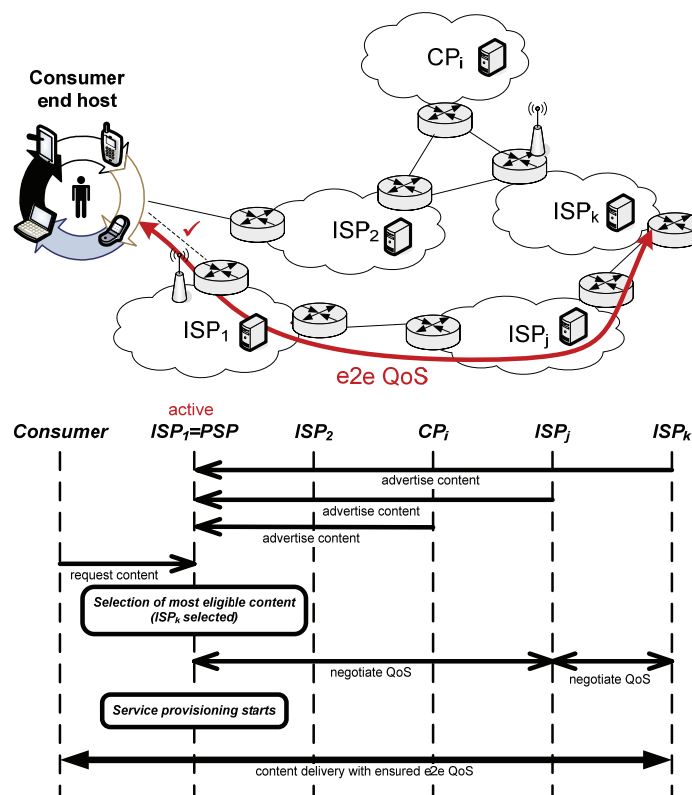 CPi
Consumer
end host
ISPk
ISP2
ISP1
ISPj
e2e QoS
active
Consumer ISP1=PSP ISP2 CPi ISPj ISPk
advertise content
advertise content
advertise content
request content
Selection of most eligible content
(ISPk selected)
negotiate QoS
negotiate QoS
Service provisioning starts
content delivery with ensured e2e QoS